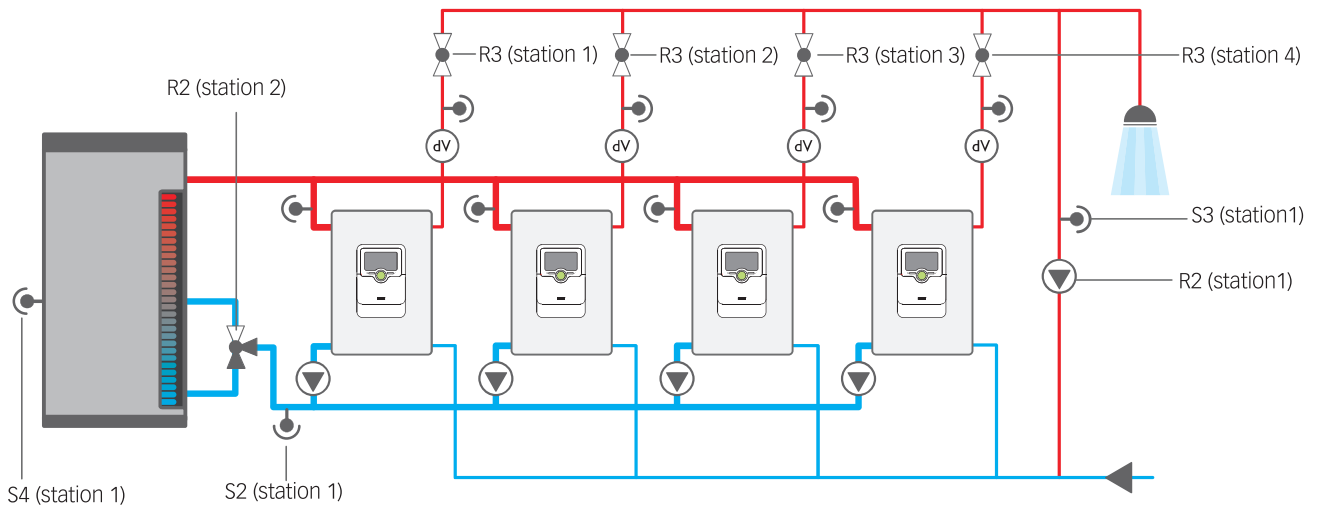 R3 (station 1)
R3 (station 2)
R3 (station 3)
R3 (station 4)
R2 (station 2)
dV
dV
dV
dV
S3 (station1)
R2 (station1)
S4 (station 1)
S2 (station 1)